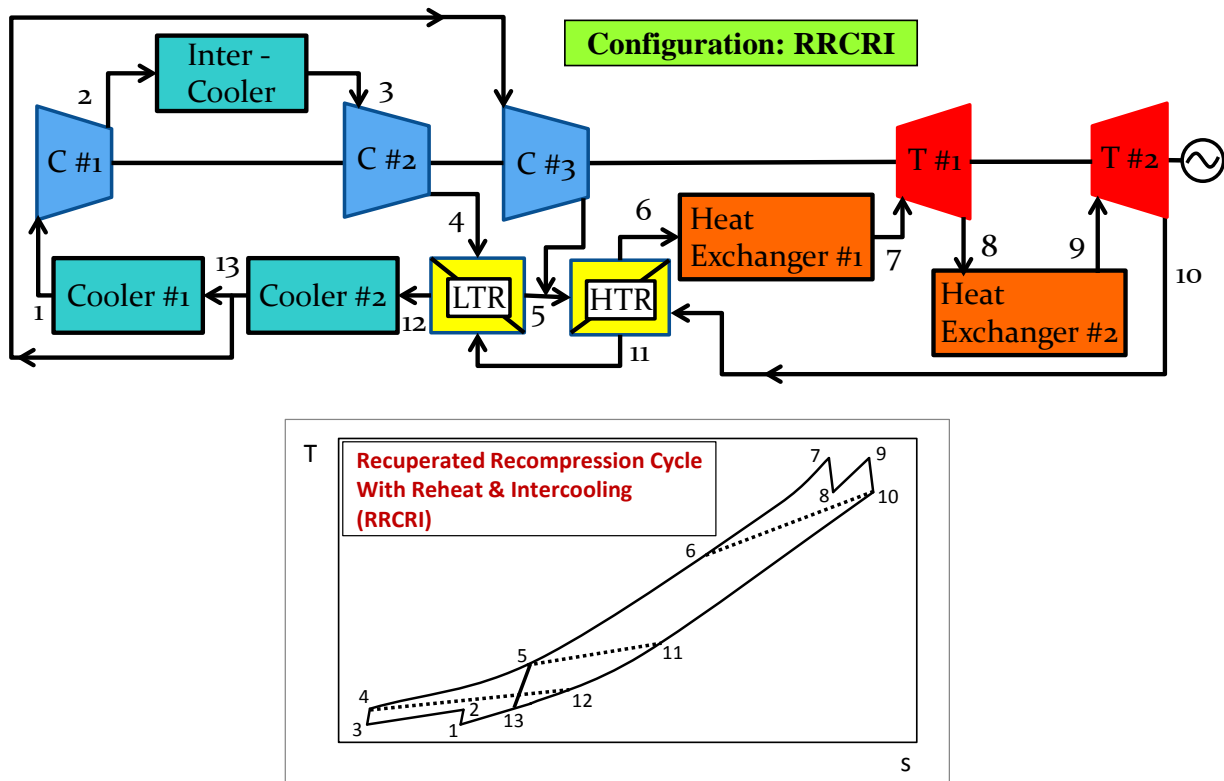 Configuration: RRCRI
Inter -
Cooler
2
3
C #1
C #2
C #3
T #1
T #2
4
6
Heat
Exchanger #1
7
8
9
10
Heat
Exchanger #2
1
Cooler #1
13
Cooler #2
12
LTR
5
HTR
11
T
Recuperated Recompression Cycle
With Reheat & Intercooling
(RRCRI)
7
9
8
10
6
5
11
4
12
3
2
1
13
s